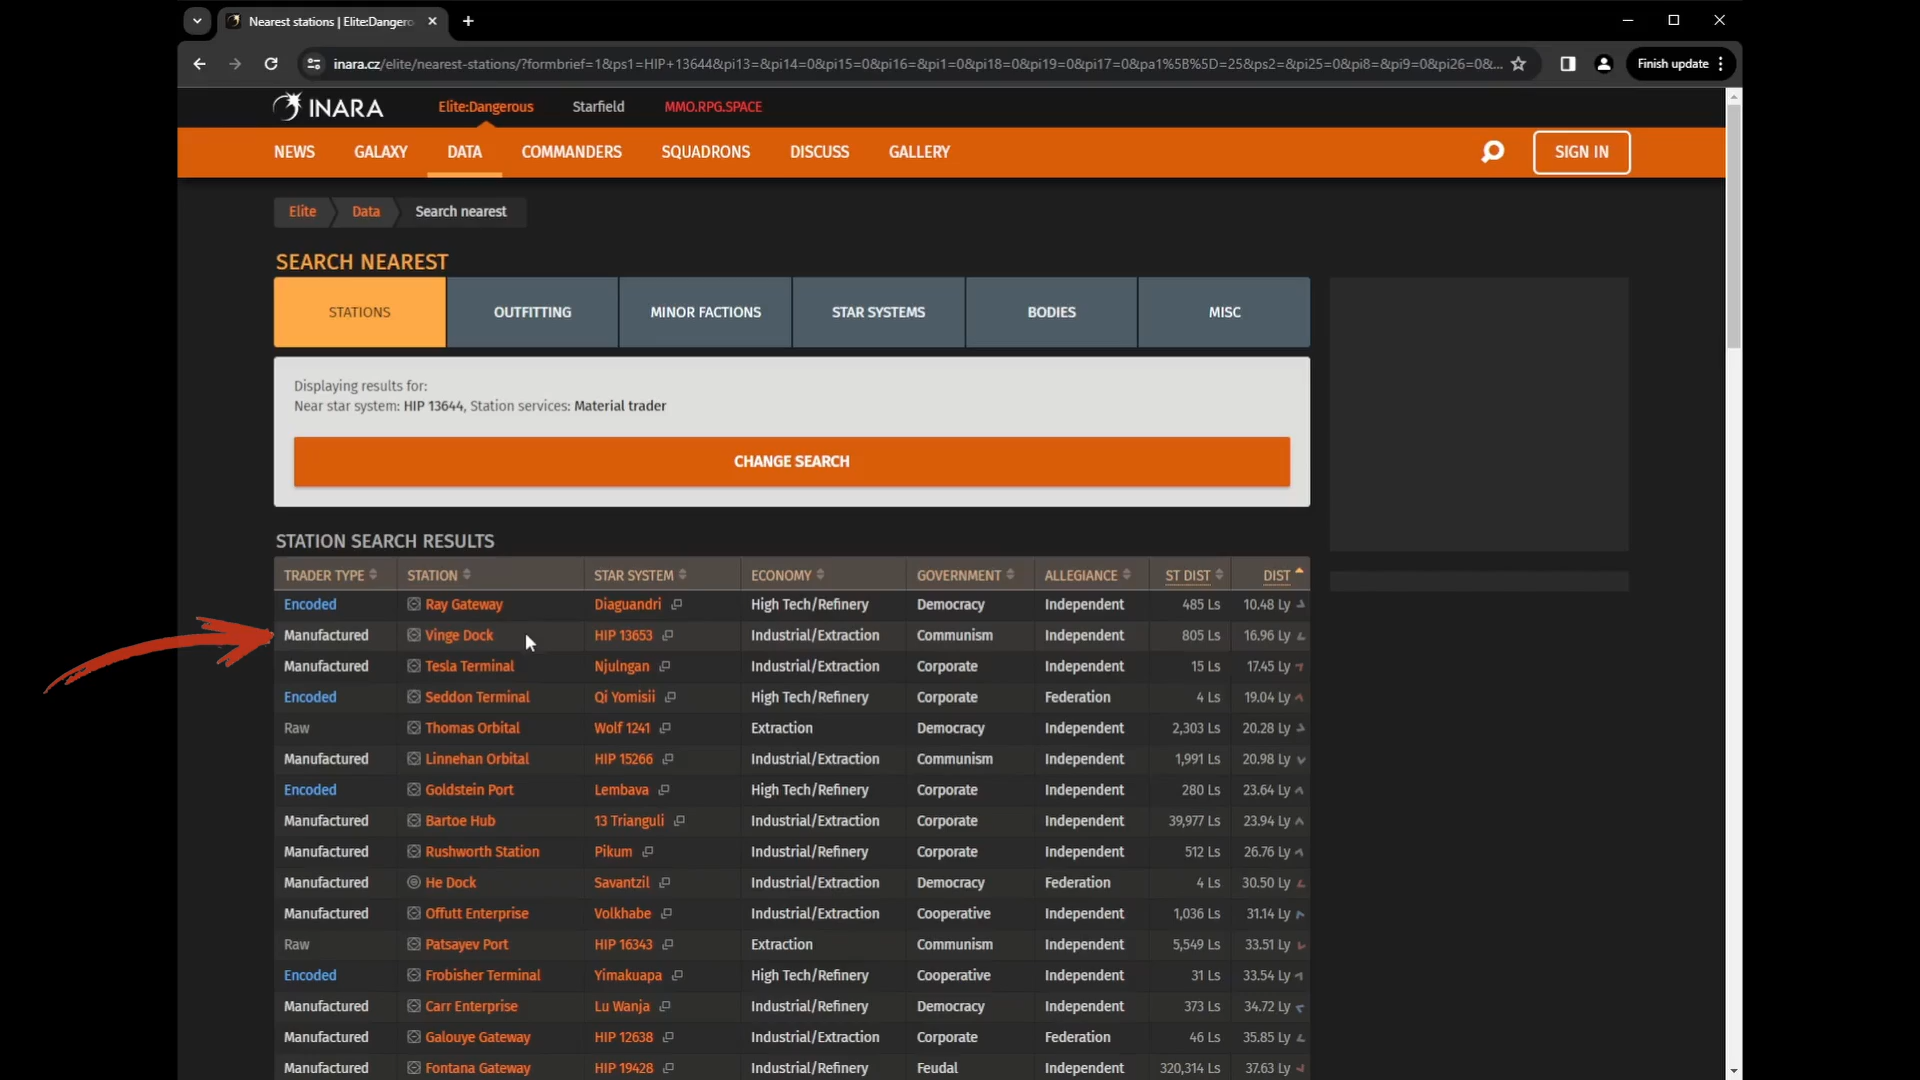 Nearest stations | Elite:Dangero
inara.cz/elite/nearest-stations/?formbrief=1&ps1=HIP+13644&pi13=&pi14=0&pi15=0&pi16=&pi1=0&pi18=0&pi19=0&pi17=0&pa1%5B%5D=25&ps2=&pi25=0&pi8=&pi9=0&pi26=0&... Finish update
INARA Elite:Dangerous Starfield MMO.RPG.SPACE
NEWS GALAXY DATA COMMANDERS SQUADRONS DISCUSS GALLERY SIGN IN
Elite Data Search nearest
SEARCH NEAREST
STATIONS OUTFITTING MINOR FACTIONS STAR SYSTEMS BODIES MISC
Displaying results for:
Near star system: HIP 13644, Station services: Material trader
CHANGE SEARCH
STATION SEARCH RESULTS
TRADER TYPE STATION STAR SYSTEM ECONOMY GOVERNMENT ALLEGIANCE ST DIST DIST
Encoded Ray Gateway Diaguandri High Tech/Refinery Democracy Independent 485 Ls 10.48 Ly
Manufactured Vinge Dock HIP 13653 Industrial/Extraction Communism Independent 805 Ls 16.96 Ly
Manufactured Tesla Terminal Njulngan Industrial/Extraction Corporate Independent 15 Ls 17.45 Ly
Encoded Seddon Terminal Qi Yomisii High Tech/Refinery Corporate Federation 4 Ls 19.04 Ly
Raw Thomas Orbital Wolf 1241 Extraction Democracy Independent 2,303 Ls 20.28 Ly
Manufactured Linnehan Orbital HIP 15266 Industrial/Extraction Communism Independent 1,991 Ls 20.98 Ly
Encoded Goldstein Port Lembava High Tech/Refinery Corporate Independent 280 Ls 23.64 Ly
Manufactured Bartoe Hub 13 Trianguli Industrial/Extraction Corporate Independent 39,977 Ls 23.94 Ly
Manufactured Rushworth Station Pikum Industrial/Refinery Corporate Independent 512 Ls 26.76 Ly
Manufactured He Dock Savantzil Industrial/Extraction Democracy Federation 4 Ls 30.50 Ly
Manufactured Offutt Enterprise Volkhabe Industrial/Extraction Cooperative Independent 1,036 Ls 31.14 Ly
Raw Patsayev Port HIP 16343 Extraction Communism Independent 5,549 Ls 33.51 Ly
Encoded Frobisher Terminal Yimakuapa High Tech/Refinery Cooperative Independent 31 Ls 33.54 Ly
Manufactured Carr Enterprise Lu Wanja Industrial/Refinery Democracy Independent 373 Ls 34.72 Ly
Manufactured Galouye Gateway HIP 12638 Industrial/Extraction Corporate Federation 46 Ls 35.85 Ly
Manufactured Fontana Gateway HIP 19428 Industrial/Refinery Feudal Independent 320,314 Ls 37.63 Ly